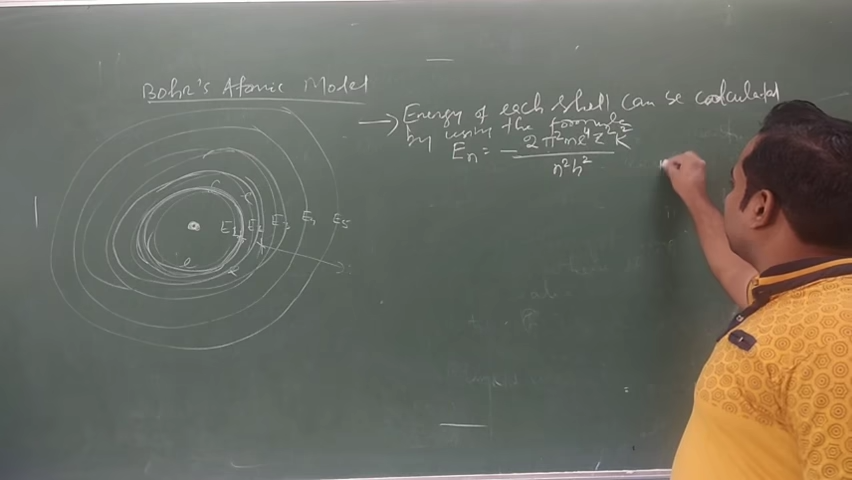 Bohr's Atomic Model
Energy of each shell can be calculated
by using the formula
En = - 2π²me⁴Z²K²
n²h²
E1 E2 E3 E4 E5
e